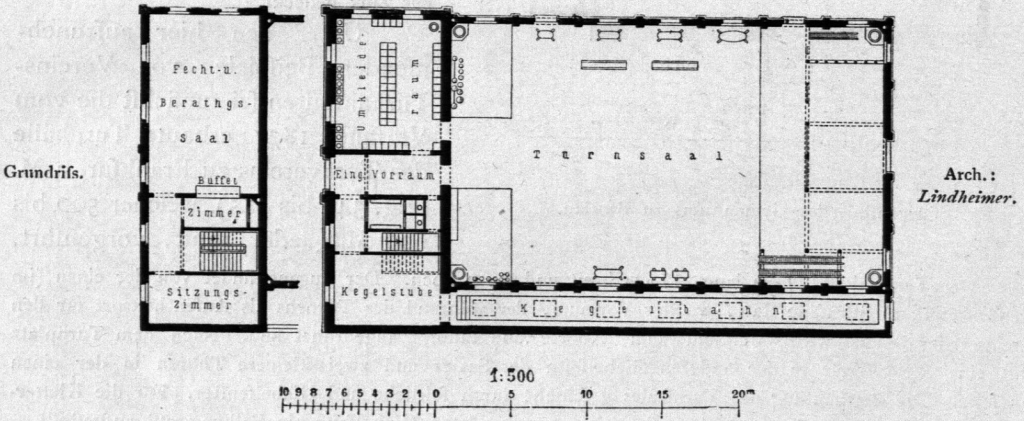 Fecht-u.
Berathgs-
Saal
Buffet
Zimmer
Sitzungs-
Zimmer
Umkleide
raum
Eing.
Vorraum
Kegelstube
Turnsaal
Kegelbahn
Grundriſs.
Arch.:
Lindheimer.
1:500
10 9 8 7 6 5 4 3 2 1 0 5 10 15 20m